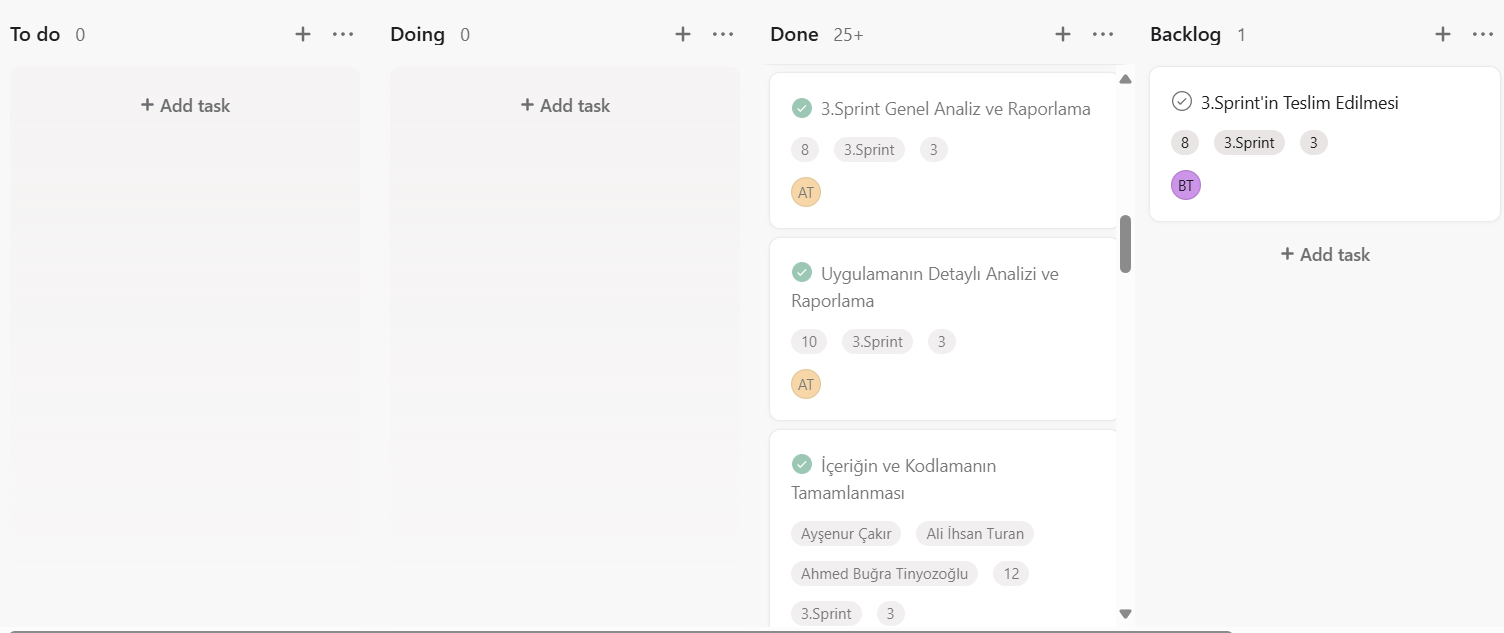 To do 0
+ Add task
Doing 0
+ Add task
Done 25+
3.Sprint Genel Analiz ve Raporlama
8 3.Sprint 3
AT
Uygulamanın Detaylı Analizi ve
Raporlama
10 3.Sprint 3
AT
İçeriğin ve Kodlamanın
Tamamlanması
Ayşenur Çakır Ali İhsan Turan
Ahmed Buğra Tinyozoğlu 12
3.Sprint 3
Backlog 1
3.Sprint'in Teslim Edilmesi
8 3.Sprint 3
BT
+ Add task